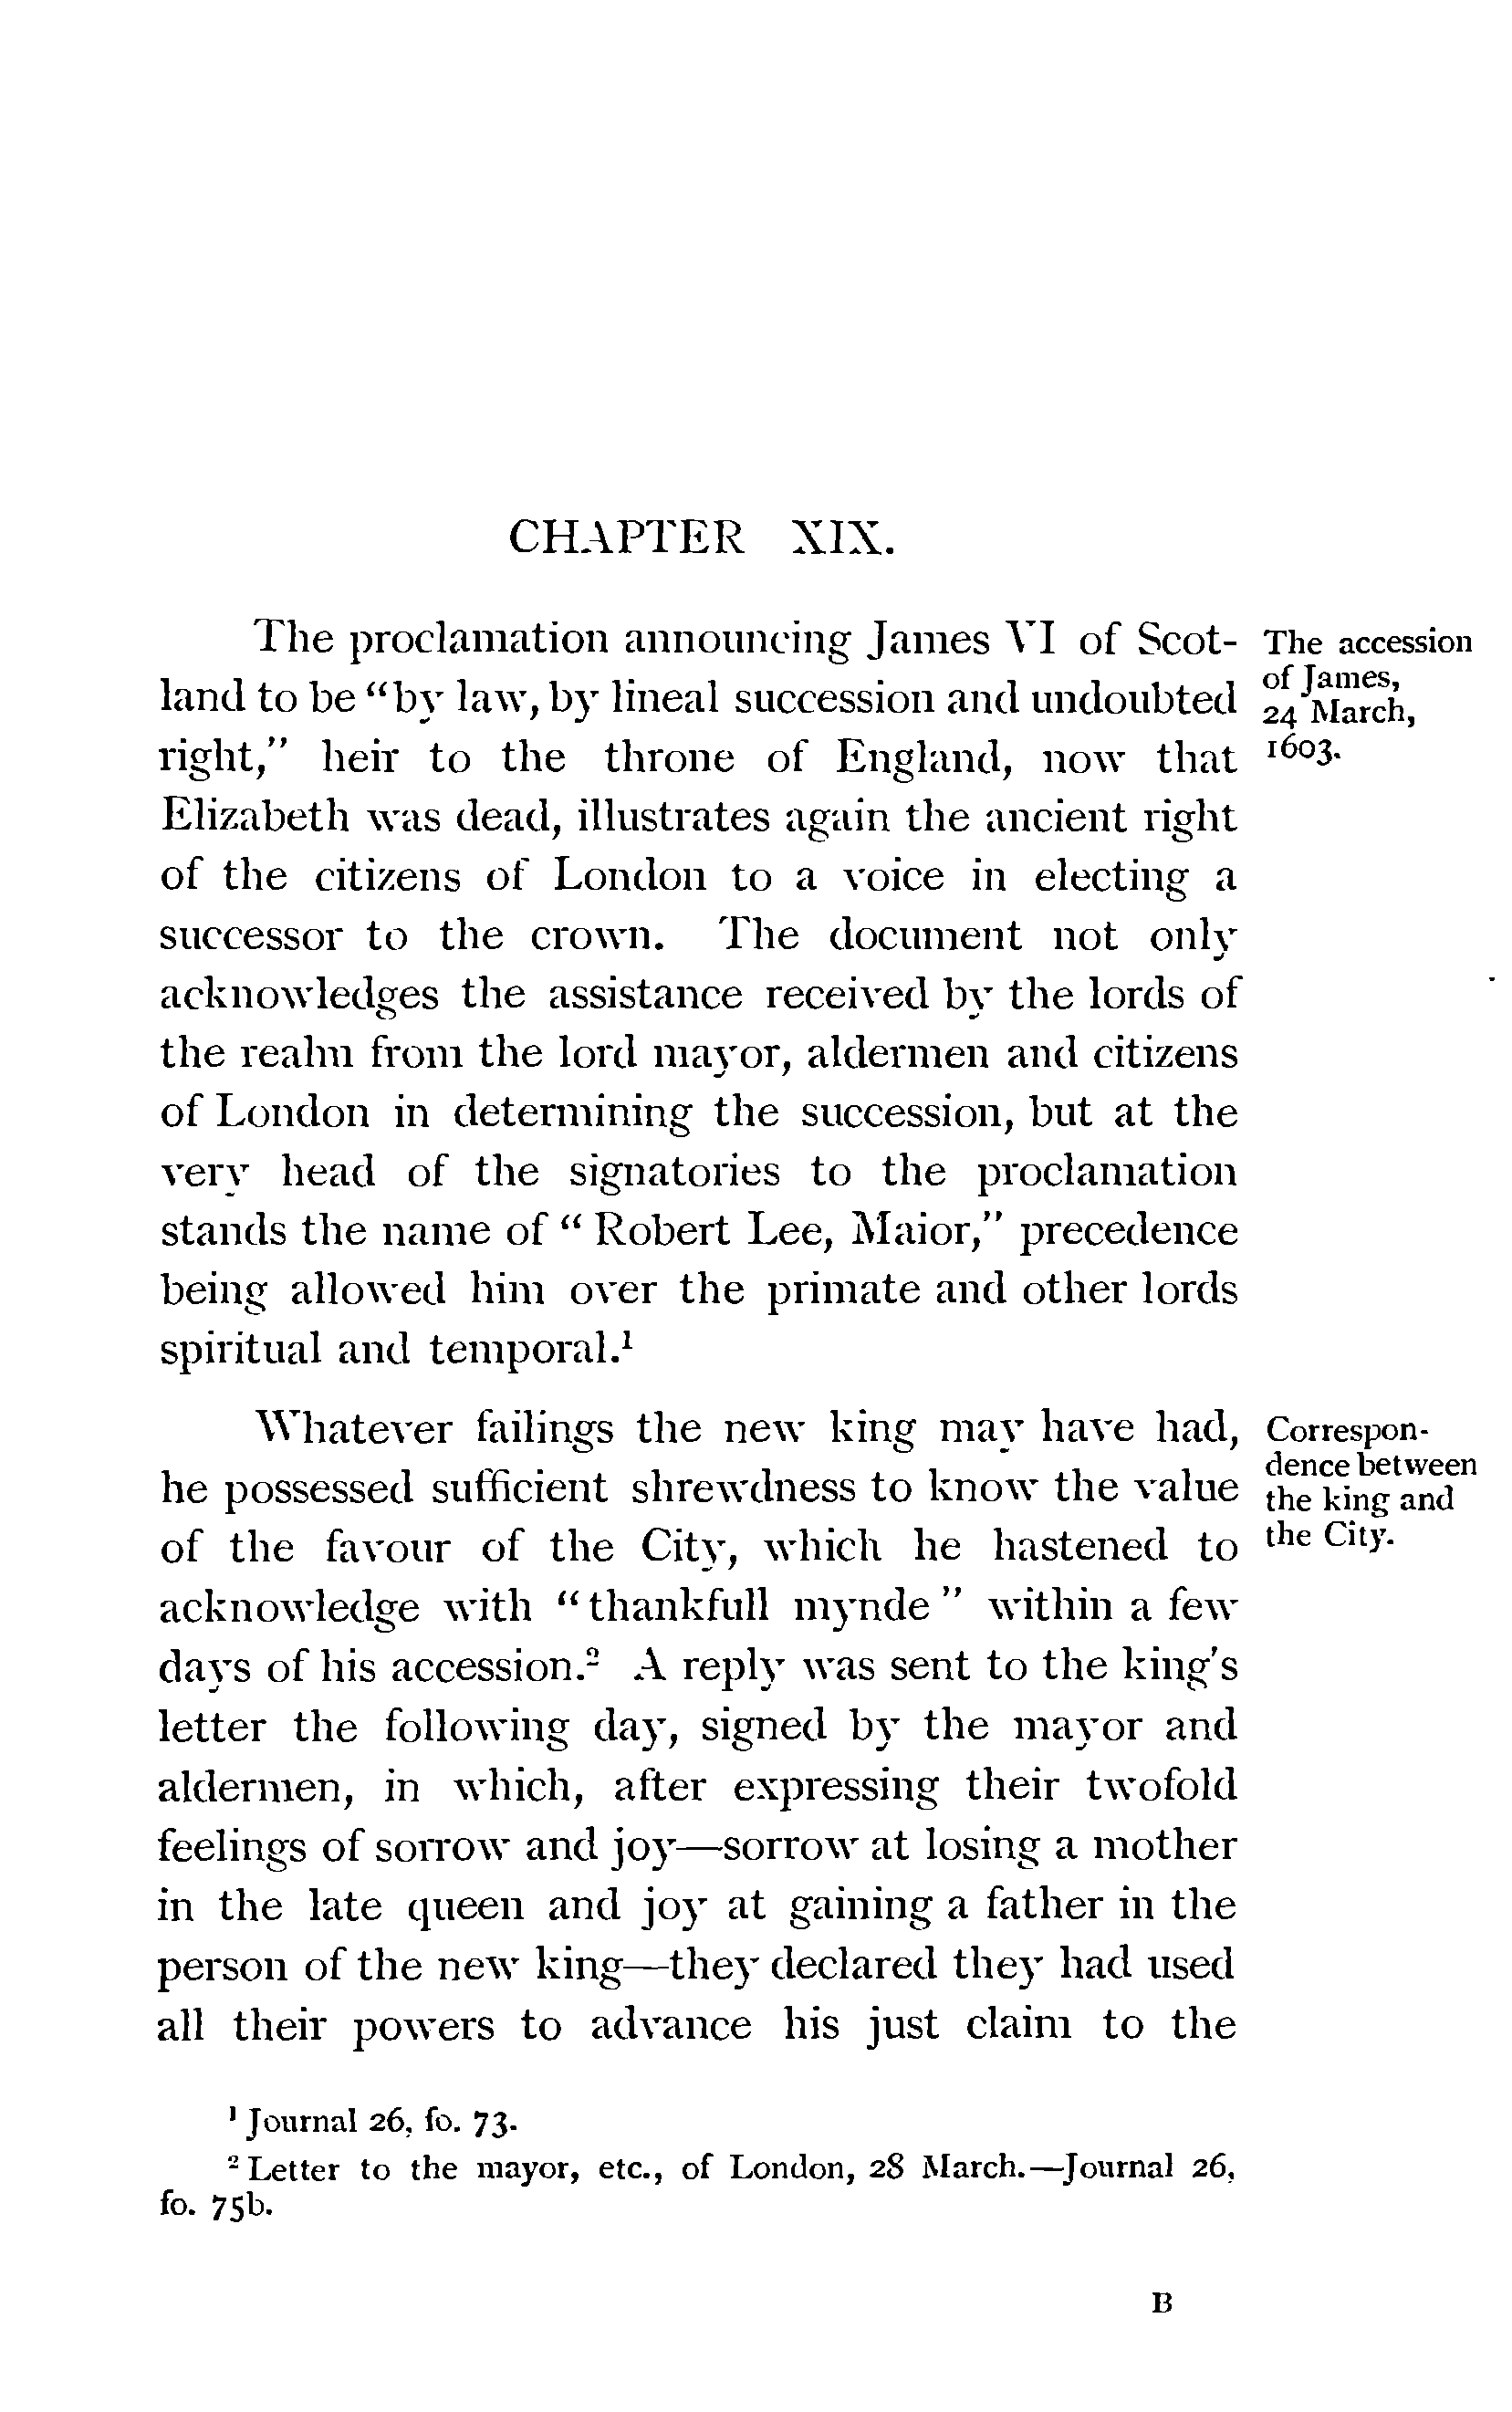 CHAPTER XIX.
The proclamation announcing James VI of Scot-
land to be "by law, by lineal succession and undoubted
right," heir to the throne of England, now that
Elizabeth was dead, illustrates again the ancient right
of the citizens of London to a voice in electing a
successor to the crown. The document not only
acknowledges the assistance received by the lords of
the realm from the lord mayor, aldermen and citizens
of London in determining the succession, but at the
very head of the signatories to the proclamation
stands the name of " Robert Lee, Maior," precedence
being allowed him over the primate and other lords
spiritual and temporal.¹
The accession
of James,
24 March,
1603.
Whatever failings the new king may have had,
he possessed sufficient shrewdness to know the value
of the favour of the City, which he hastened to
acknowledge with "thankfull mynde" within a few
days of his accession.² A reply was sent to the king's
letter the following day, signed by the mayor and
aldermen, in which, after expressing their twofold
feelings of sorrow and joy—sorrow at losing a mother
in the late queen and joy at gaining a father in the
person of the new king—they declared they had used
all their powers to advance his just claim to the
Correspon-
dence between
the king and
the City.
¹ Journal 26, fo. 73.
² Letter to the mayor, etc., of London, 28 March.—Journal 26,
fo. 75b.
B